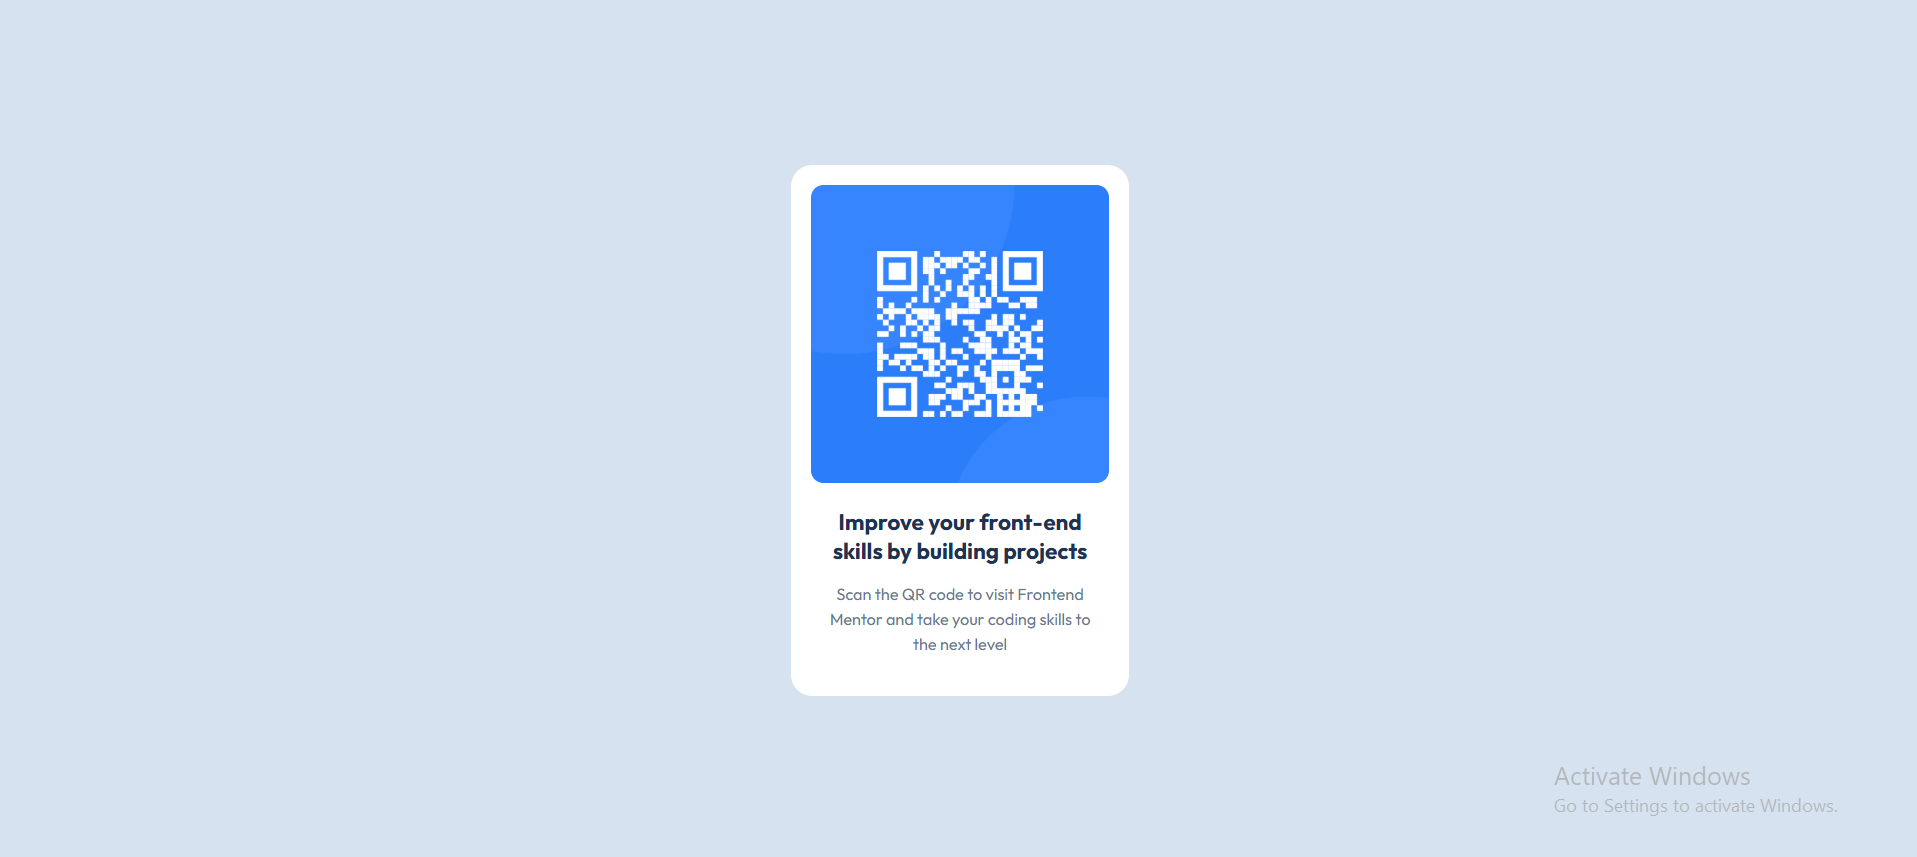 Improve your front-end
skills by building projects
Scan the QR code to visit Frontend
Mentor and take your coding skills to
the next level
Activate Windows
Go to Settings to activate Windows.